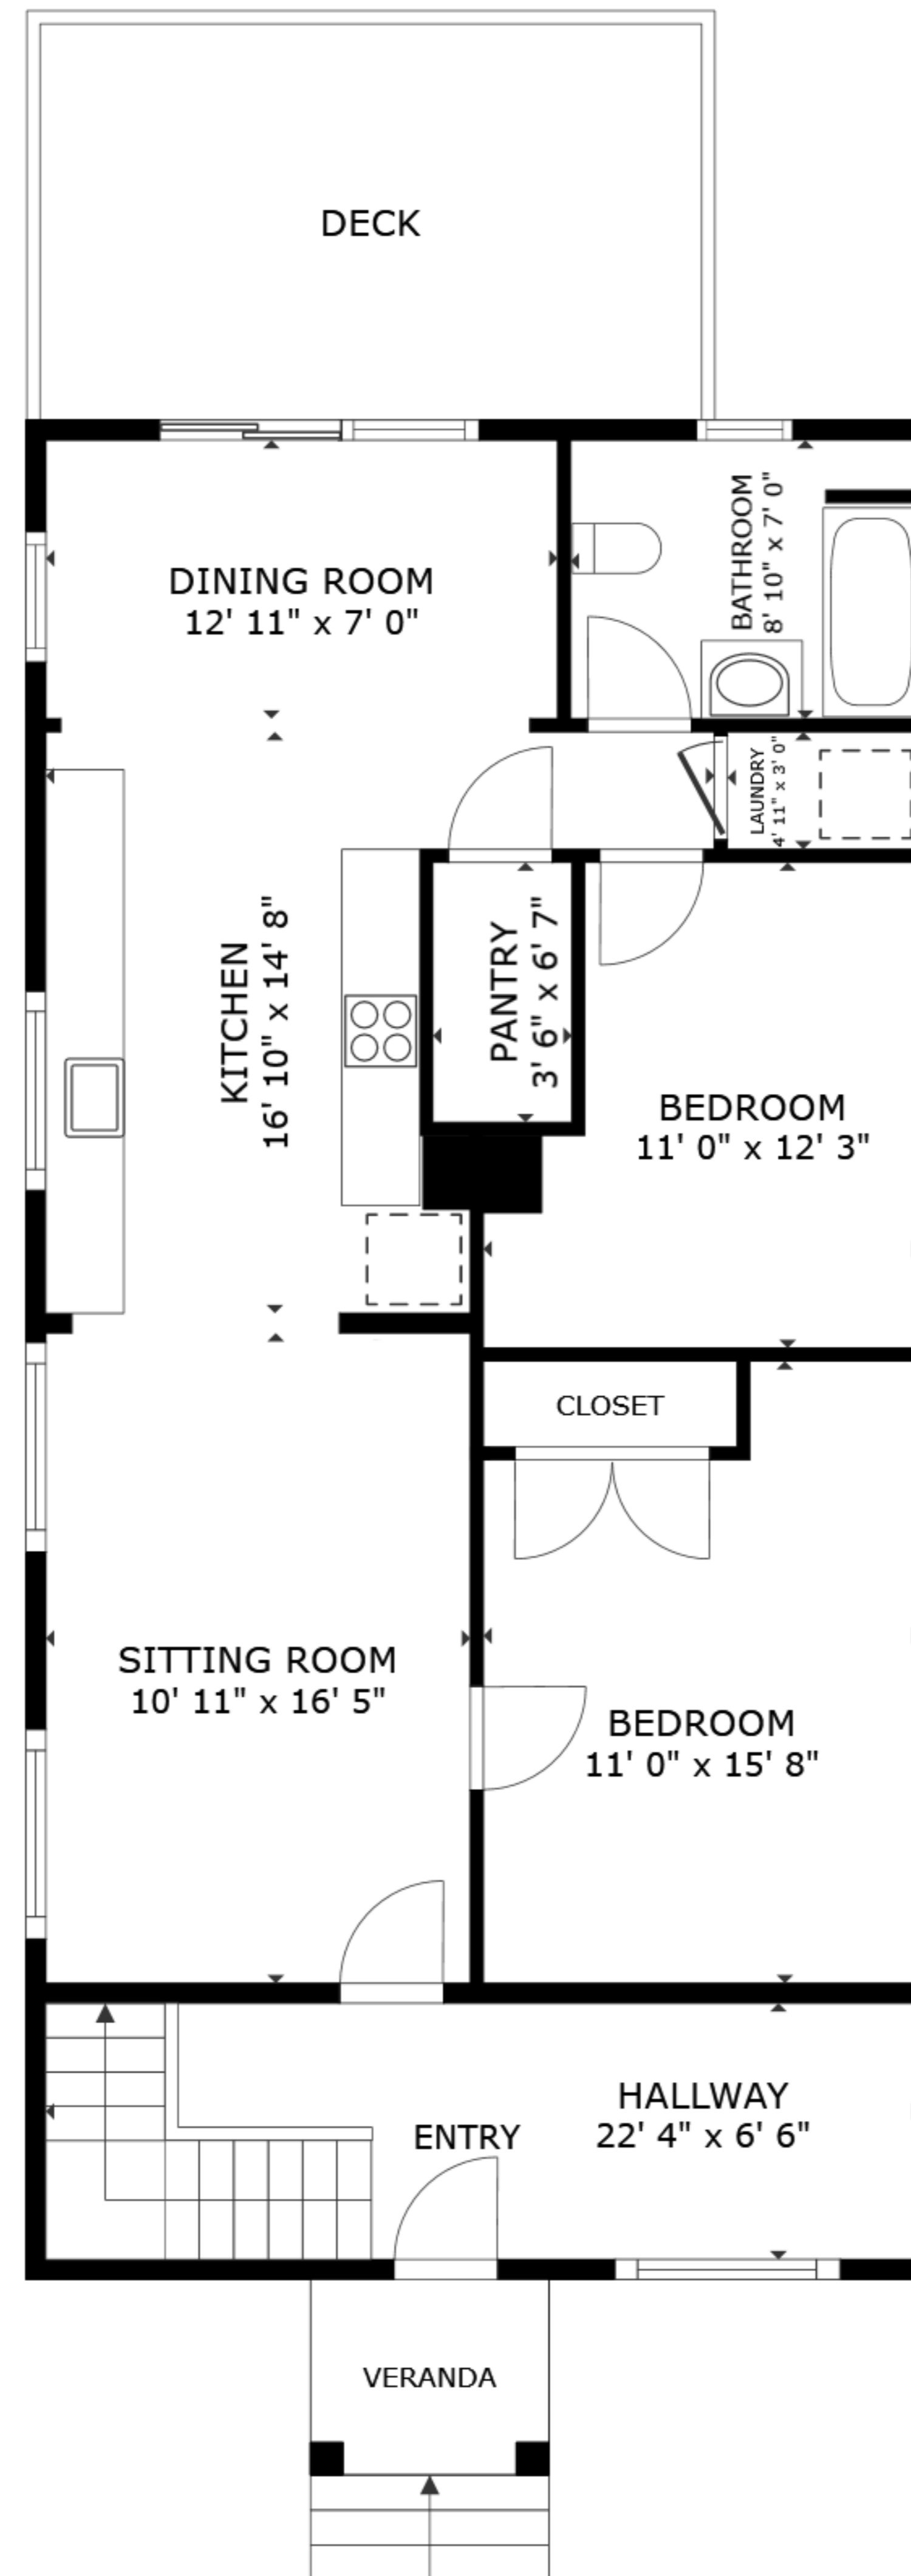 DECK
DINING ROOM
12' 11" x 7' 0"
BATHROOM
8' 10" x 7' 0"
LAUNDRY
4' 11" x 3' 0"
KITCHEN
16' 10" x 14' 8"
PANTRY
3' 6" x 6' 7"
BEDROOM
11' 0" x 12' 3"
CLOSET
SITTING ROOM
10' 11" x 16' 5"
BEDROOM
11' 0" x 15' 8"
HALLWAY
22' 4" x 6' 6"
ENTRY
VERANDA